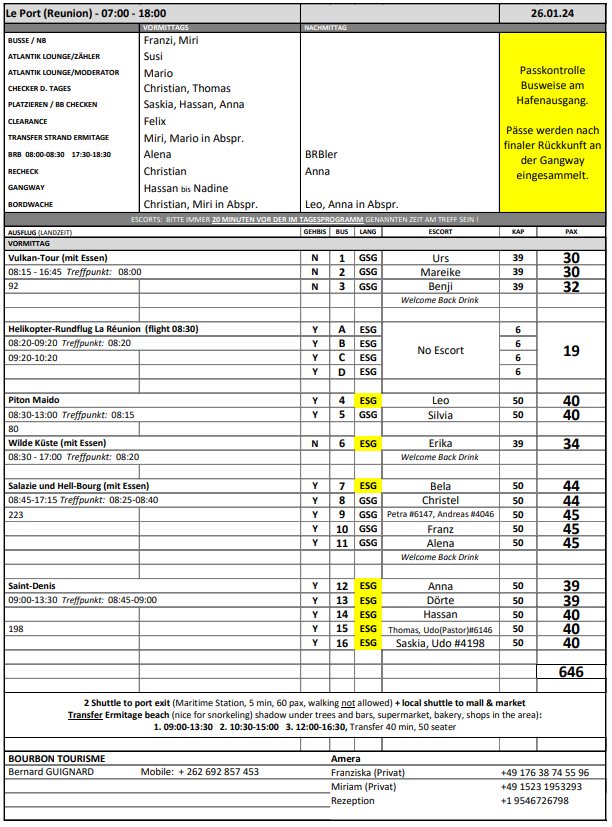 Le Port (Reunion) - 07:00 - 18:00 26.01.24
VORMITTAGS NACHMITTAG
BUSSE / NB Franzi, Miri
ATLANTIK LOUNGE/ZÄHLER Susi
ATLANTIK LOUNGE/MODERATOR Mario
CHECKER D. TAGES Christian, Thomas
PLATZIEREN / BB CHECKEN Saskia, Hassan, Anna
CLEARANCE Felix
TRANSFER STRAND ERMITAGE Miri, Mario in Abspr.
BRB 08:00-08:30 17:30-18:30 Alena BRBler
RECHECK Christian Anna
GANGWAY Hassan bis Nadine
BORDWACHE Christian, Miri in Abspr. Leo, Anna in Abspr.
Passkontrolle
Busweise am
Hafenausgang.
Pässe werden nach
finaler Rückkunft an
der Gangway
eingesammelt.
ESCORTS: BITTE IMMER 20 MINUTEN VOR DER IM TAGESPROGRAMM GENANNTEN ZEIT AM TREFF SEIN !
AUSFLUG (LANDZEIT) GEHBIS BUS LANG ESCORT KAP PAX
VORMITTAG
Vulkan-Tour (mit Essen) N 1 GSG Urs 39 30
08:15 - 16:45 Treffpunkt: 08:00 N 2 GSG Mareike 39 30
92 N 3 GSG Benji 39 32
Welcome Back Drink
Helikopter-Rundflug La Réunion (flight 08:30) Y A ESG 6
08:20-09:20 Treffpunkt: 08:20 Y B ESG No Escort 6 19
09:20-10:20 Y C ESG 6
Y D ESG 6
Piton Maido Y 4 ESG Leo 50 40
08:30-13:00 Treffpunkt: 08:15 Y 5 GSG Silvia 50 40
80
Wilde Küste (mit Essen) N 6 ESG Erika 39 34
08:30 - 17:00 Treffpunkt: 08:20 Welcome Back Drink
Salazie und Hell-Bourg (mit Essen) Y 7 ESG Bela 50 44
08:45-17:15 Treffpunkt: 08:25-08:40 Y 8 GSG Christel 50 44
223 Y 9 GSG Petra #6147, Andreas #4046 50 45
Y 10 GSG Franz 50 45
Y 11 GSG Alena 50 45
Welcome Back Drink
Saint-Denis Y 12 ESG Anna 50 39
09:00-13:30 Treffpunkt: 08:45-09:00 Y 13 ESG Dörte 50 39
Y 14 ESG Hassan 50 40
198 Y 15 ESG Thomas, Udo(Pastor)#6146 50 40
Y 16 ESG Saskia, Udo #4198 50 40
646
2 Shuttle to port exit (Maritime Station, 5 min, 60 pax, walking not allowed) + local shuttle to mall & market
Transfer Ermitage beach (nice for snorkeling) shadow under trees and bars, supermarket, bakery, shops in the area):
1. 09:00-13:30 2. 10:30-15:00 3. 12:00-16:30, Transfer 40 min, 50 seater
BOURBON TOURISME Amera
Bernard GUIGNARD Mobile: + 262 692 857 453 Franziska (Privat) +49 176 38 74 55 96
Miriam (Privat) +49 1523 1953293
Rezeption +1 9546726798